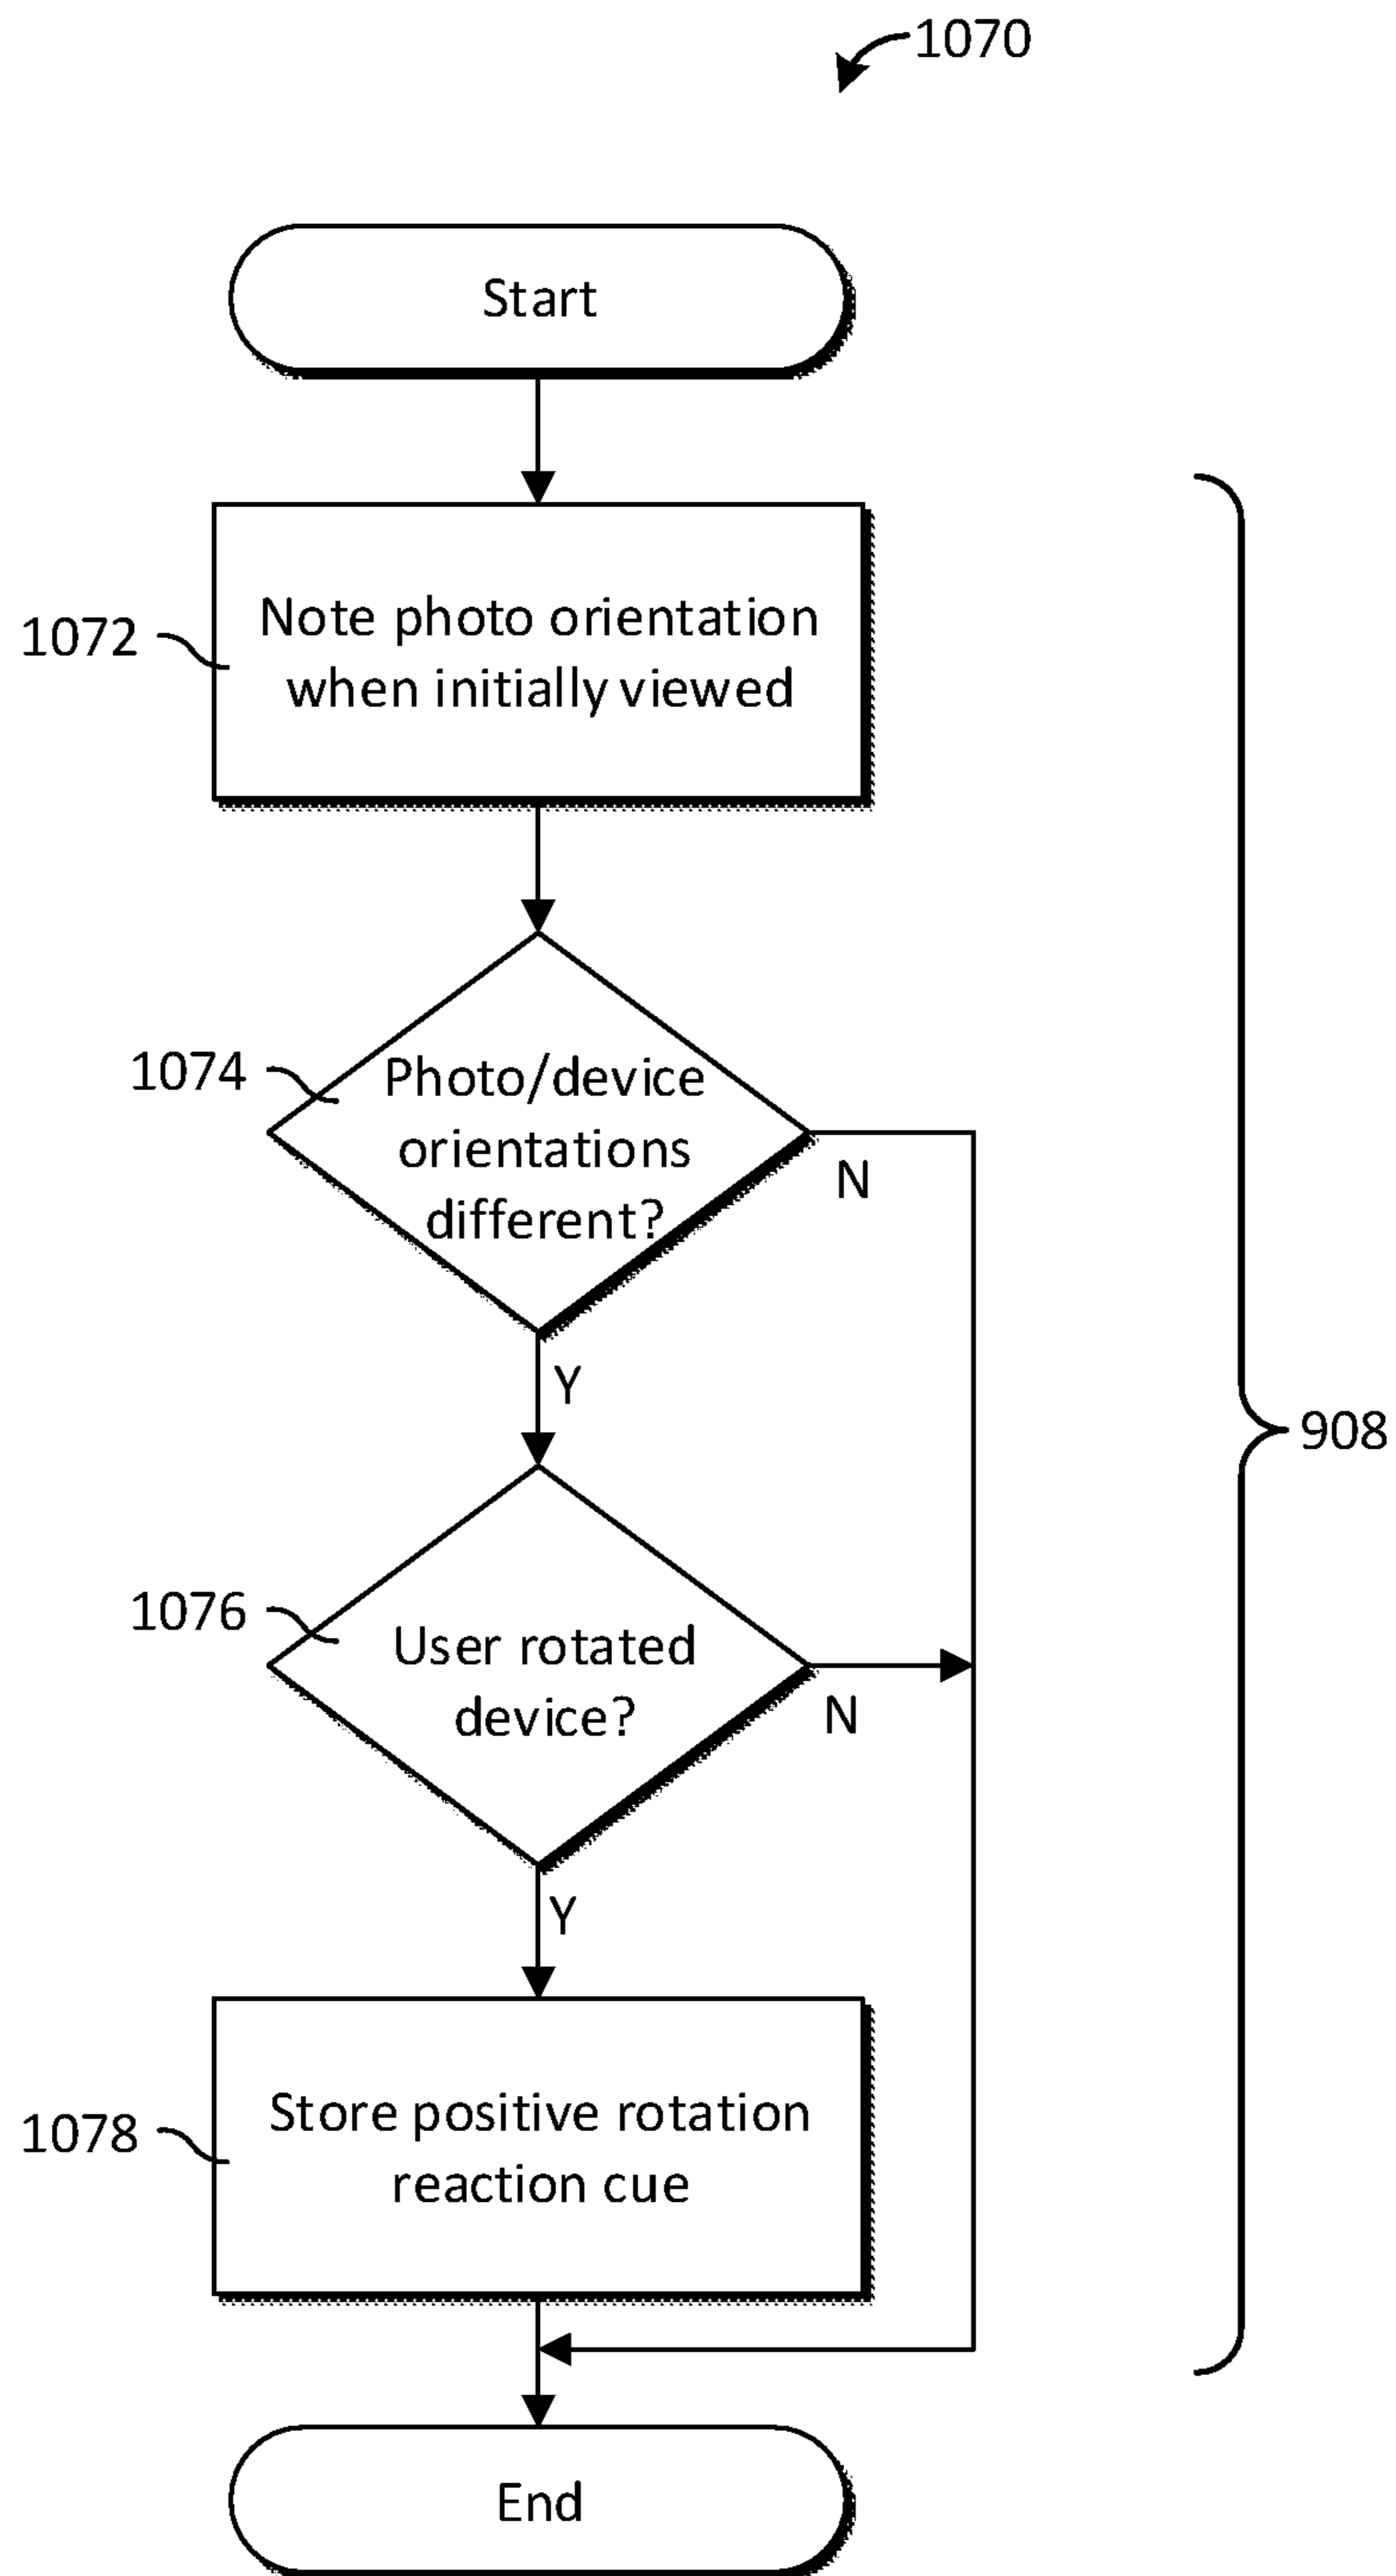 1070
Start
1072
Note photo orientation
when initially viewed
1074
Photo/device
orientations
different?
N
Y
908
1076
User rotated
device?
N
Y
1078
Store positive rotation
reaction cue
End